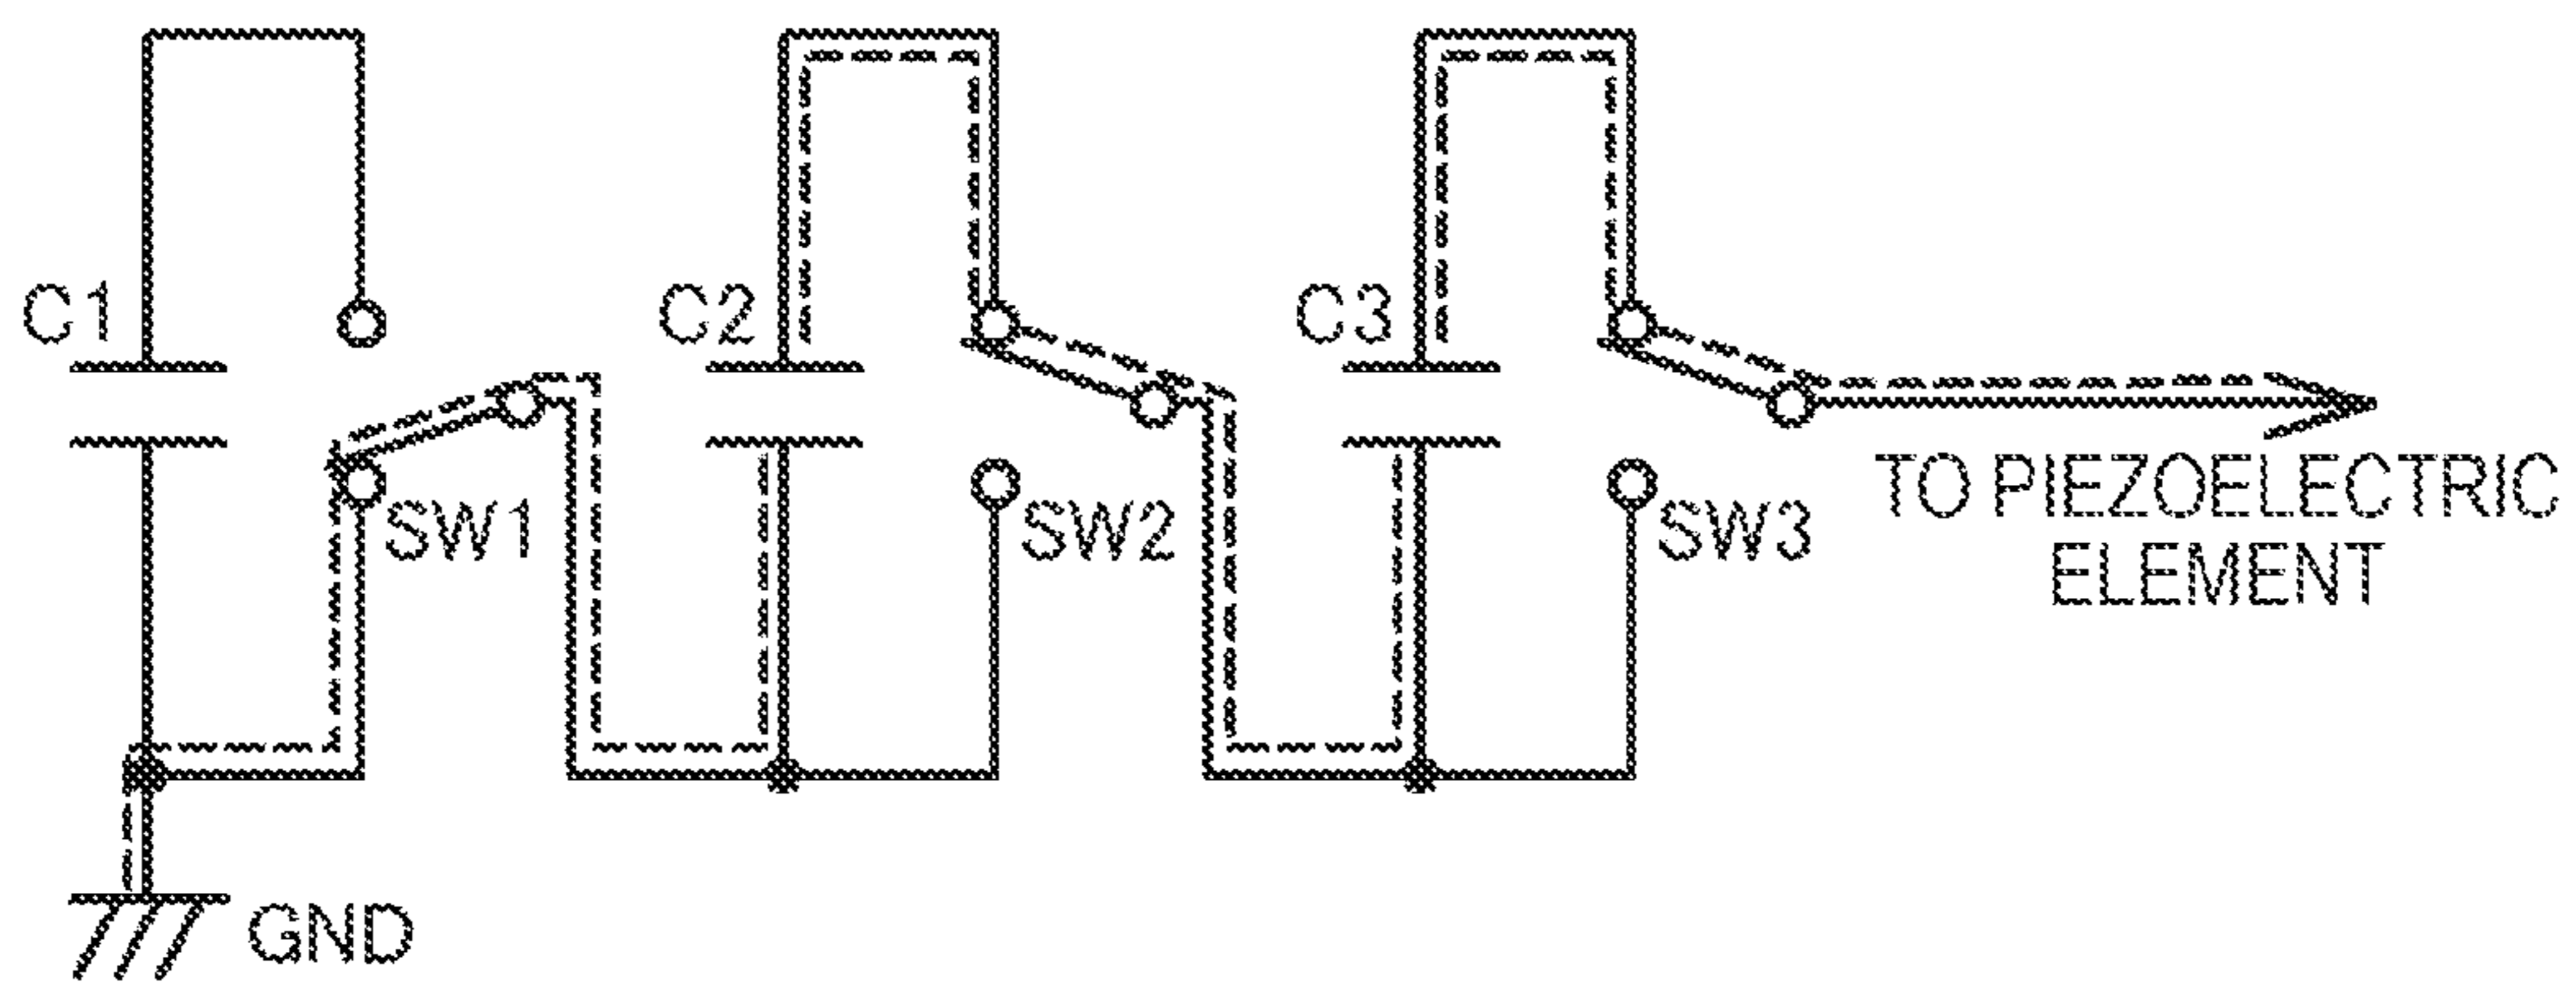 C1
C2
C3
SW1
SW2
SW3
TO PIEZOELECTRIC
ELEMENT
GND